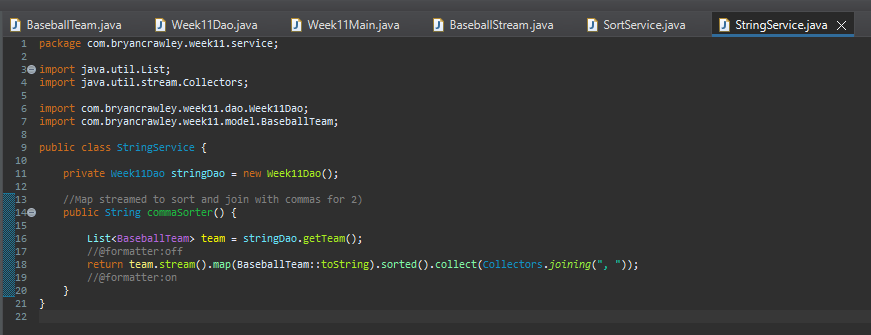 BaseballTeam.java Week11Dao.java Week11Main.java BaseballStream.java SortService.java StringService.java
1 package com.bryancrawley.week11.service;
2
3 import java.util.List;
4 import java.util.stream.Collectors;
5
6 import com.bryancrawley.week11.dao.Week11Dao;
7 import com.bryancrawley.week11.model.BaseballTeam;
8
9 public class StringService {
10
11 private Week11Dao stringDao = new Week11Dao();
12
13 //Map streamed to sort and join with commas for 2)
14 public String commaSorter() {
15
16 List<BaseballTeam> team = stringDao.getTeam();
17 //@formatter:off
18 return team.stream().map(BaseballTeam::toString).sorted().collect(Collectors.joining(", "));
19 //@formatter:on
20 }
21 }
22